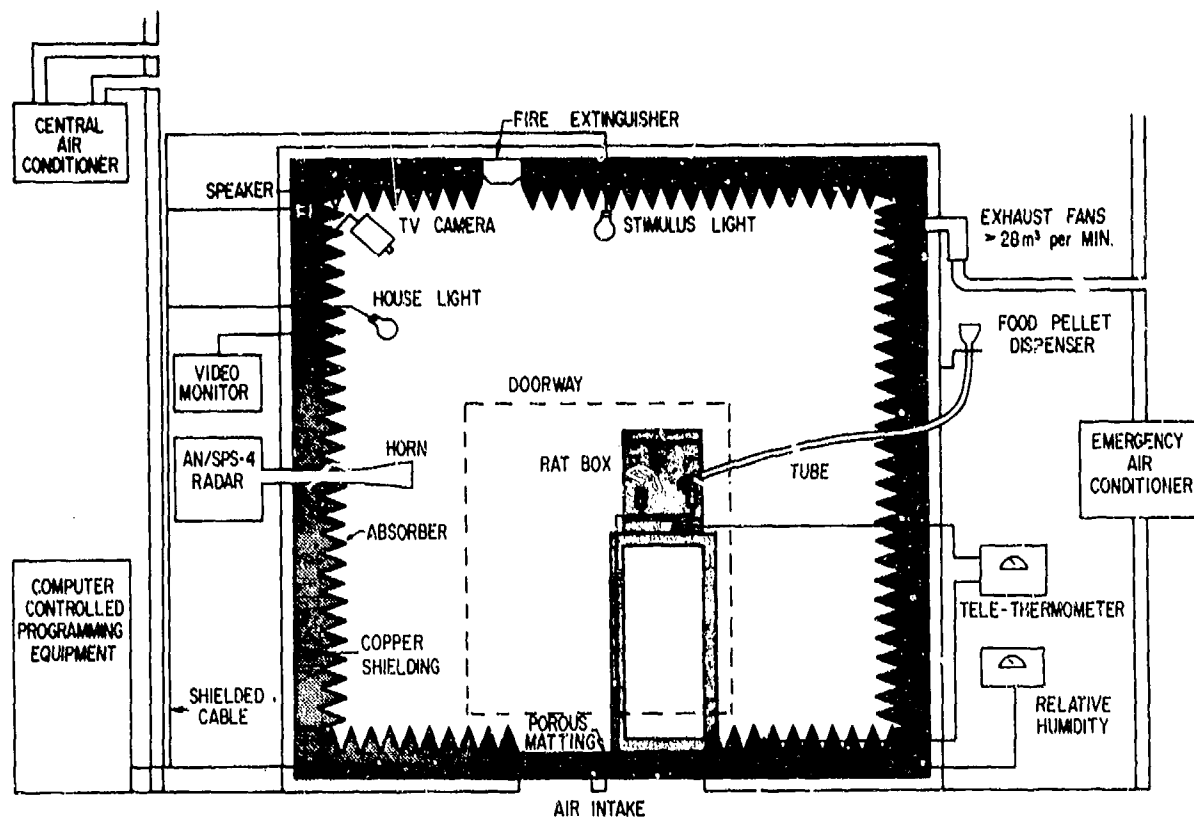 CENTRAL
AIR
CONDITIONER
FIRE EXTINGUISHER
SPEAKER
TV CAMERA
STIMULUS LIGHT
EXHAUST FANS
> 28m³ per MIN.
HOUSE LIGHT
FOOD PELLET
DISPENSER
VIDEO
MONITOR
DOORWAY
AN/SPS-4
RADAR
HORN
RAT BOX
TUBE
EMERGENCY
AIR
CONDITIONER
ABSORBER
COMPUTER
CONTROLLED
PROGRAMMING
EQUIPMENT
TELE-THERMOMETER
COPPER
SHIELDING
SHIELDED
CABLE
POROUS
MATTING
RELATIVE
HUMIDITY
AIR INTAKE